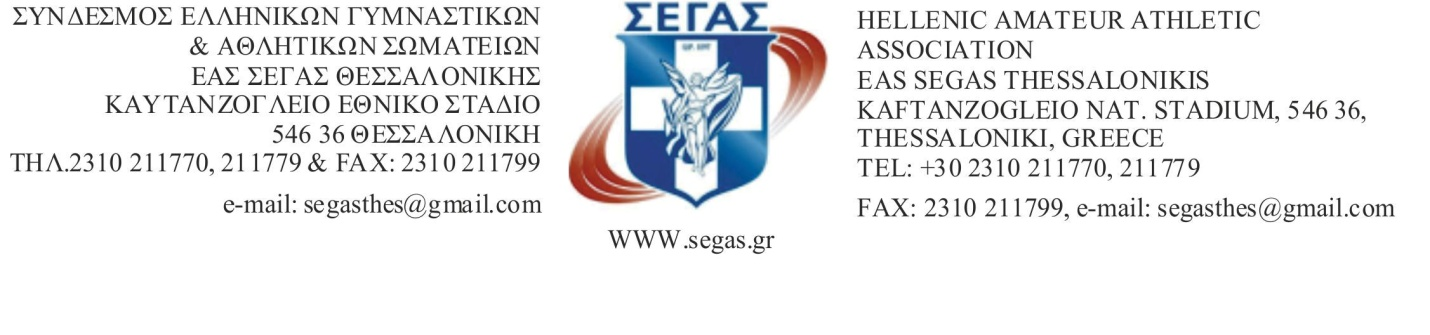 ΣΥΝΔΕΣΜΟΣ ΕΛΛΗΝΙΚΩΝ ΓΥΜΝΑΣΤΙΚΩΝ
& ΑΘΛΗΤΙΚΩΝ ΣΩΜΑΤΕΙΩΝ
ΕΑΣ ΣΕΓΑΣ ΘΕΣΣΑΛΟΝΙΚΗΣ
ΚΑΥΤΑΝΖΟΓΛΕΙΟ ΕΘΝΙΚΟ ΣΤΑΔΙΟ
546 36 ΘΕΣΣΑΛΟΝΙΚΗ
ΤΗΛ.2310 211770, 211779 & FAX: 2310 211799
e-mail: segasthes@gmail.com
ΣΕΓΑΣ
WWW.segas.gr
HELLENIC AMATEUR ATHLETIC
ASSOCIATION
EAS SEGAS THESSALONIKIS
KAFTANZOGLEIO NAT. STADIUM, 546 36,
THESSALONIKI, GREECE
TEL: +30 2310 211770, 211779
FAX: 2310 211799, e-mail: segasthes@gmail.com